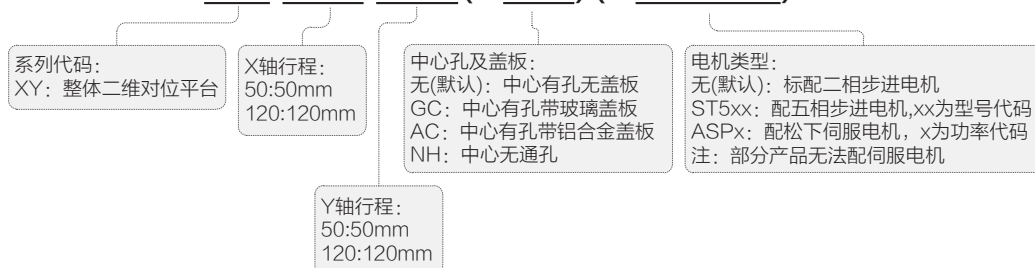 系列代码：
XY：整体二维对位平台
X轴行程：
50:50mm
120:120mm
中心孔及盖板：
无(默认)：中心有孔无盖板
GC：中心有孔带玻璃盖板
AC：中心有孔带铝合金盖板
NH：中心无通孔
电机类型：
无(默认)：标配二相步进电机
ST5xx：配五相步进电机,xx为型号代码
ASPx：配松下伺服电机，x为功率代码
注：部分产品无法配伺服电机
Y轴行程：
50:50mm
120:120mm